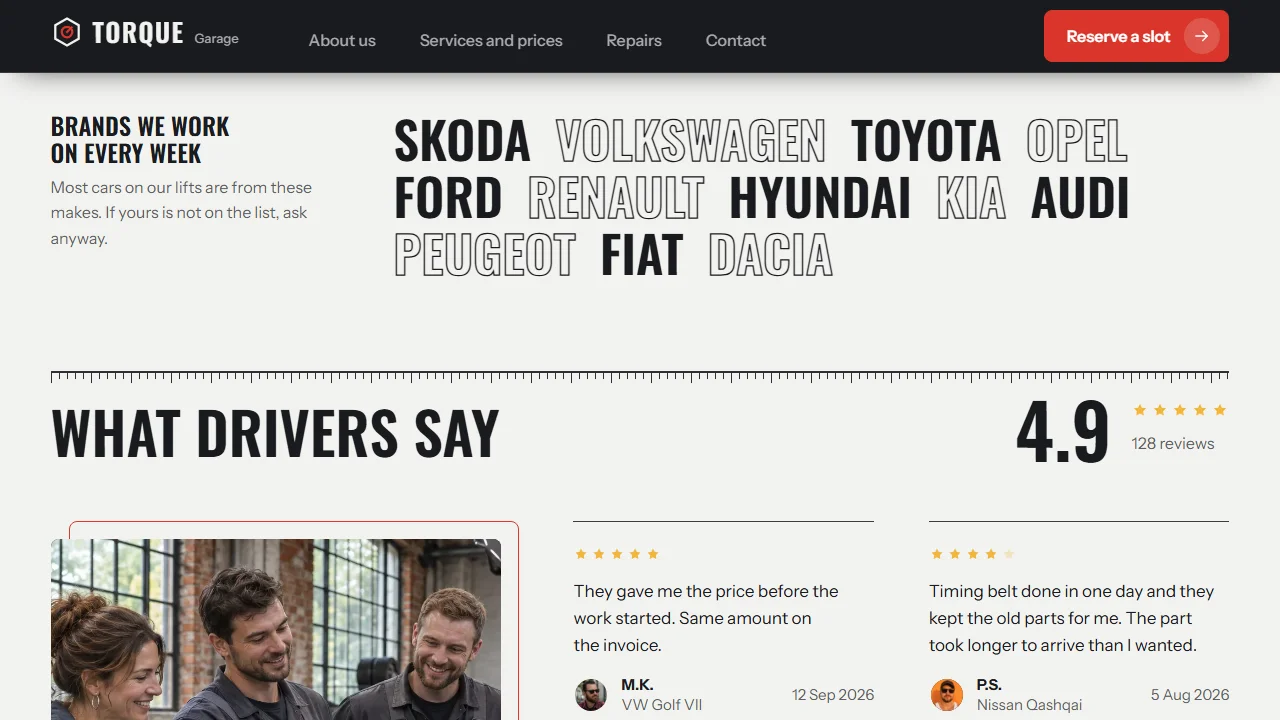 TORQUE Garage
About us
Services and prices
Repairs
Contact
Reserve a slot
BRANDS WE WORK
ON EVERY WEEK
Most cars on our lifts are from these
makes. If yours is not on the list, ask
anyway.
SKODA VOLKSWAGEN TOYOTA OPEL
FORD RENAULT HYUNDAI KIA AUDI
PEUGEOT FIAT DACIA
WHAT DRIVERS SAY
4.9
128 reviews
They gave me the price before the
work started. Same amount on
the invoice.
M.K.
VW Golf VII
12 Sep 2026
Timing belt done in one day and they
kept the old parts for me. The part
took longer to arrive than I wanted.
P.S.
Nissan Qashqai
5 Aug 2026